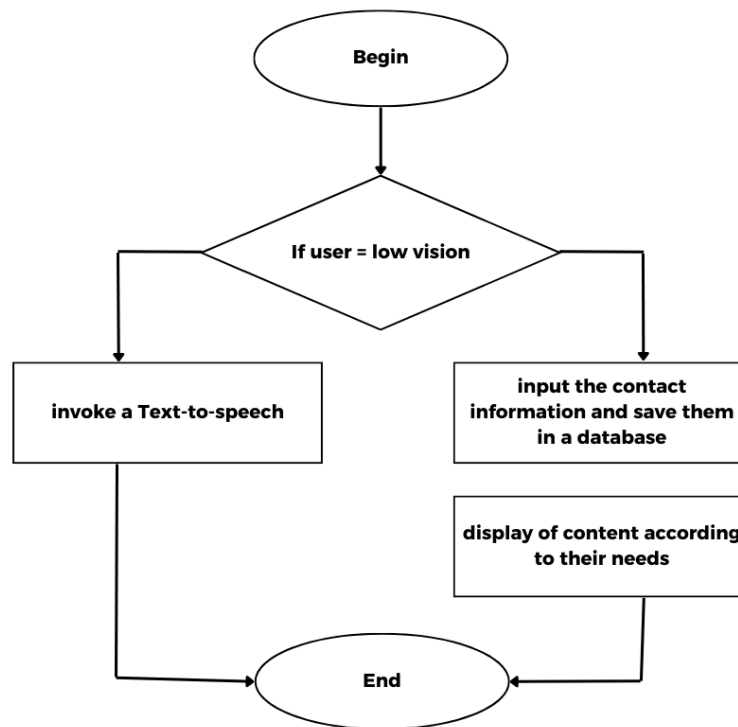 Begin
If user = low vision
invoke a Text-to-speech
input the contact
information and save them
in a database
display of content according
to their needs
End